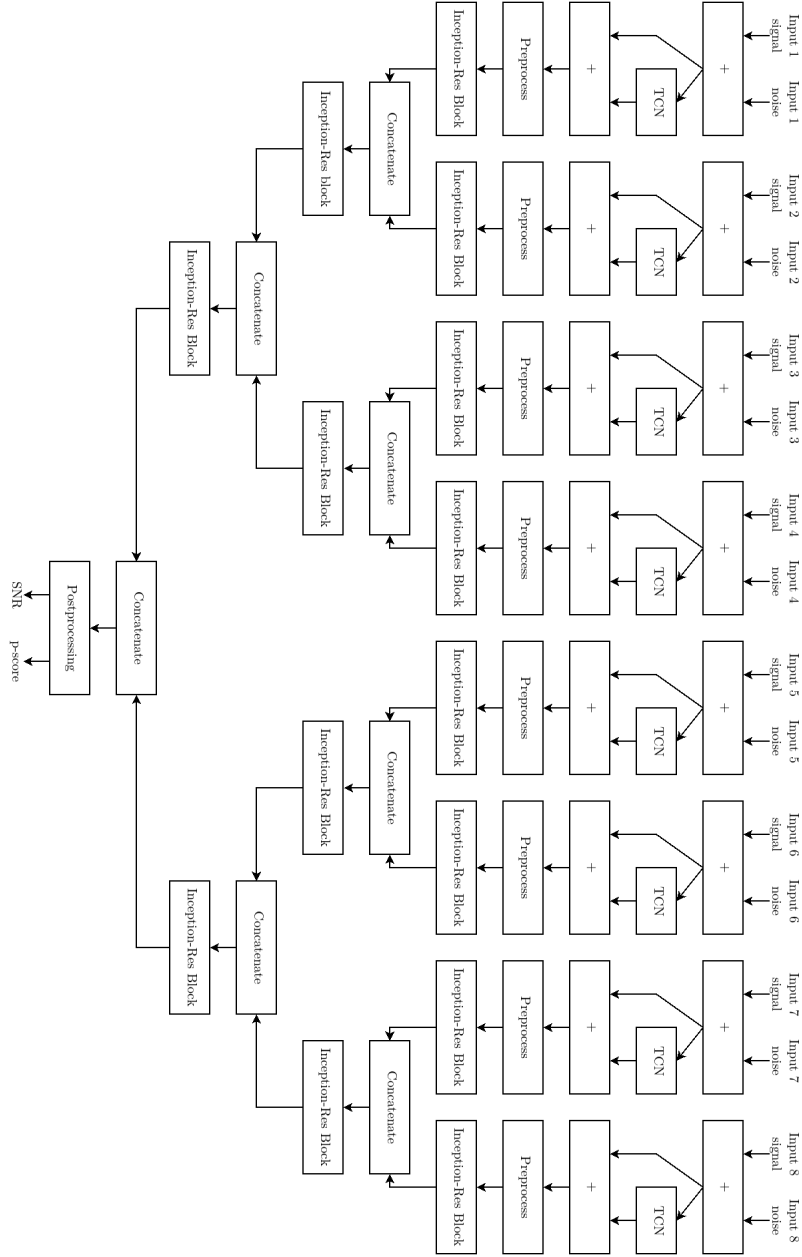 Input 1
signal
Input 1
noise
Input 2
signal
Input 2
noise
Input 3
signal
Input 3
noise
Input 4
signal
Input 4
noise
Input 5
signal
Input 5
noise
Input 6
signal
Input 6
noise
Input 7
signal
Input 7
noise
Input 8
signal
Input 8
noise
+
+
+
+
+
+
+
+
TCN
TCN
TCN
TCN
TCN
TCN
TCN
TCN
+
+
+
+
+
+
+
+
Preprocess
Preprocess
Preprocess
Preprocess
Preprocess
Preprocess
Preprocess
Preprocess
Inception-Res Block
Inception-Res Block
Inception-Res Block
Inception-Res Block
Inception-Res Block
Inception-Res Block
Inception-Res Block
Inception-Res Block
Concatenate
Concatenate
Concatenate
Concatenate
Inception-Res block
Inception-Res Block
Inception-Res Block
Inception-Res Block
Concatenate
Concatenate
Inception-Res Block
Inception-Res Block
Concatenate
Postprocessing
SNR
p-score